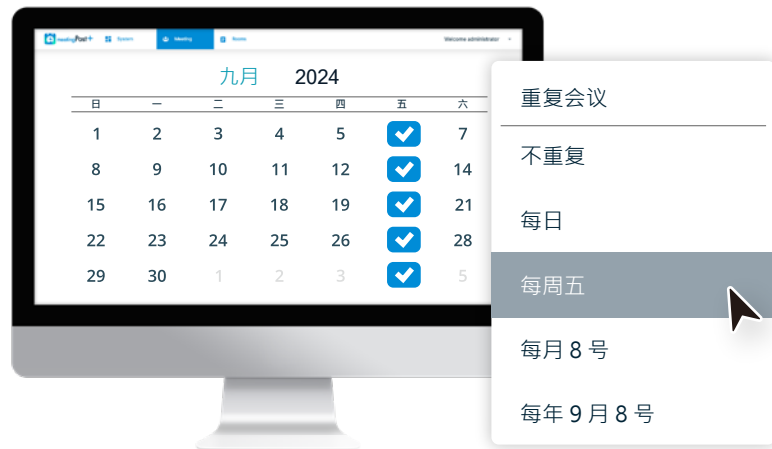 meetingPost+ Spaces Meeting Rooms Welcome administrator
九月 2024
日 一 二 三 四 五 六
1 2 3 4 5 7
8 9 10 11 12 14
15 16 17 18 19 21
22 23 24 25 26 28
29 30 1 2 3 5
重复会议
不重复
每日
每周五
每月 8 号
每年 9 月 8 号